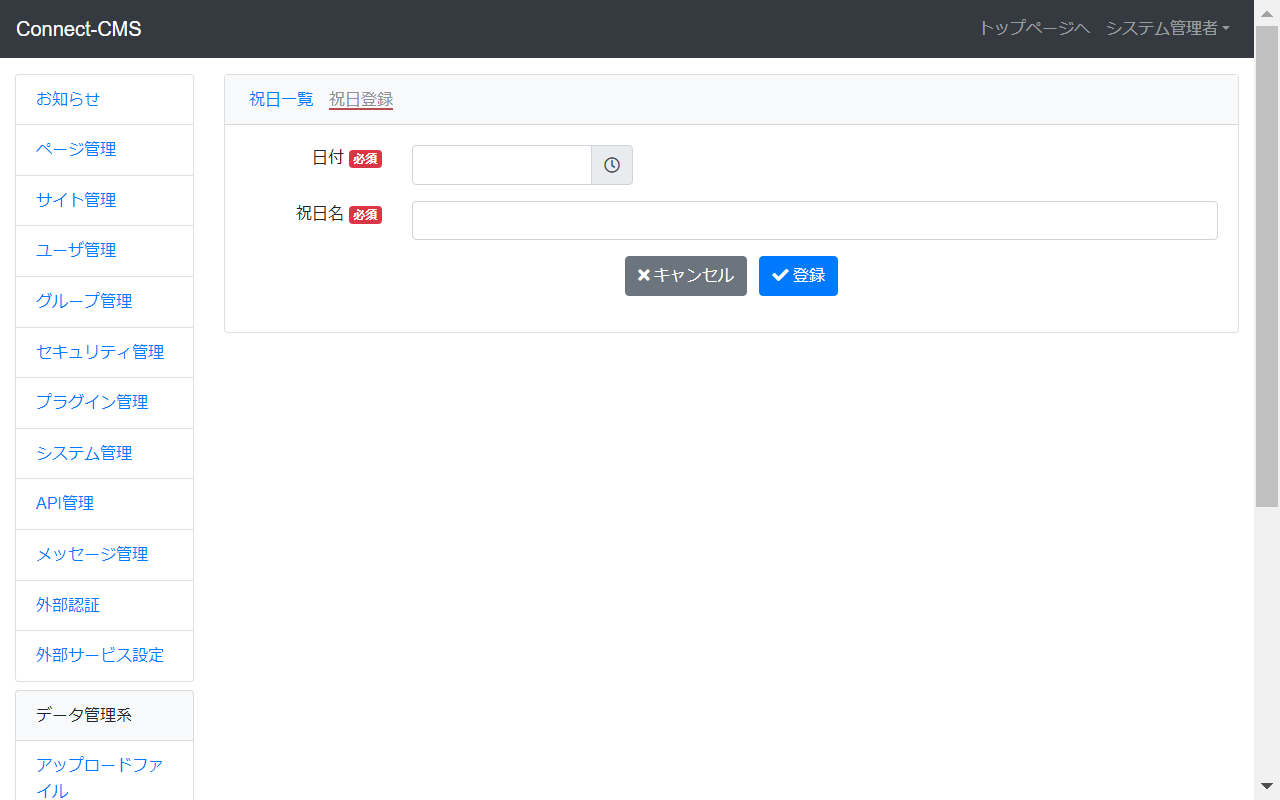 Connect-CMS
トップページへ システム管理者
お知らせ
ページ管理
サイト管理
ユーザ管理
グループ管理
セキュリティ管理
プラグイン管理
システム管理
API管理
メッセージ管理
外部認証
外部サービス設定
データ管理系
アップロードファ
イル
祝日一覧 祝日登録
日付 必須
祝日名 必須
キャンセル 登録